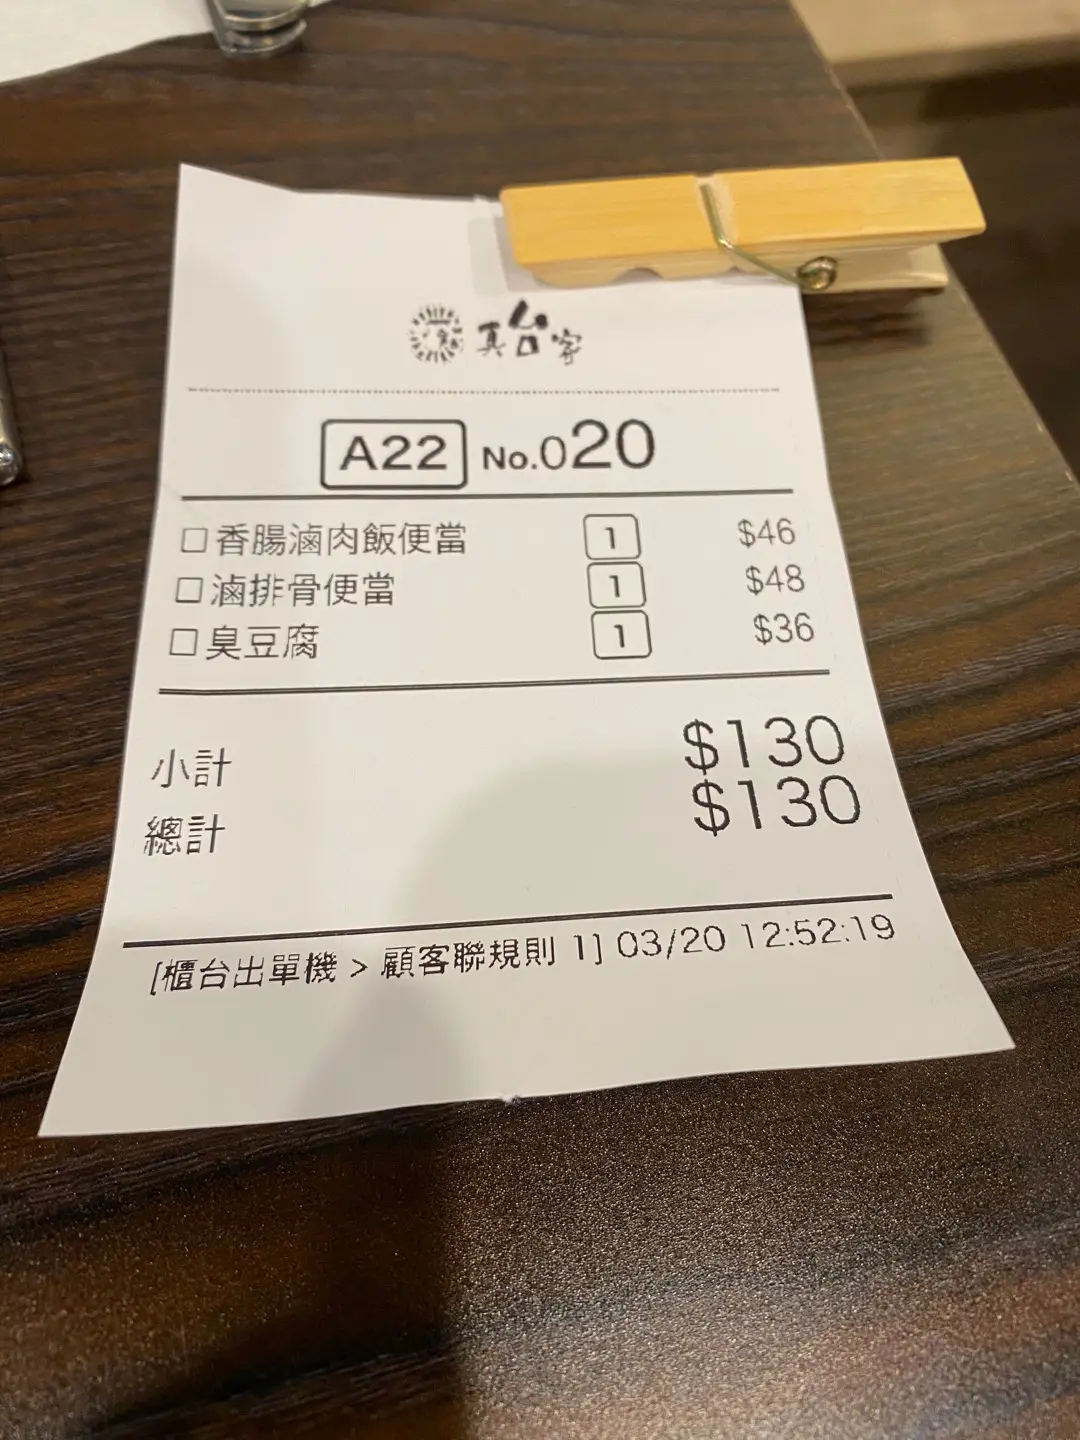 真台客
A22 No.020
□香腸滷肉飯便當 1 $46
□滷排骨便當 1 $48
□臭豆腐 1 $36
小計 $130
總計 $130
[櫃台出單機 > 顧客聯規則 1] 03/20 12:52:19